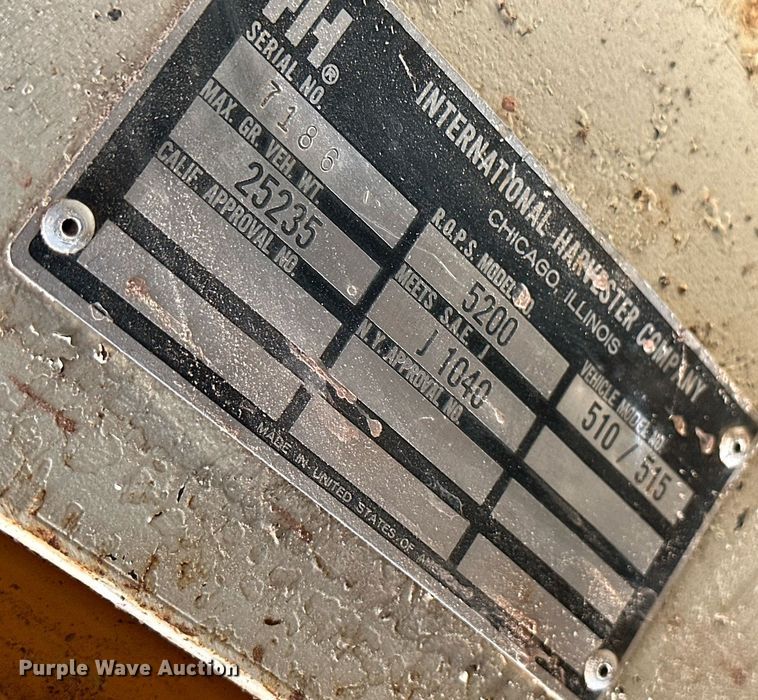 IH®
INTERNATIONAL HARVESTER COMPANY
CHICAGO, ILLINOIS
SERIAL NO.
7186
R.O.P.S. MODEL NO.
5200
VEHICLE MODEL NO.
510 / 515
MAX. GR. VEH. WT.
25235
MEETS S.A.E. J
J 1040
CALIF. APPROVAL NO.
N.Y. APPROVAL NO.
MADE IN UNITED STATES OF AMERICA
Purple Wave Auction